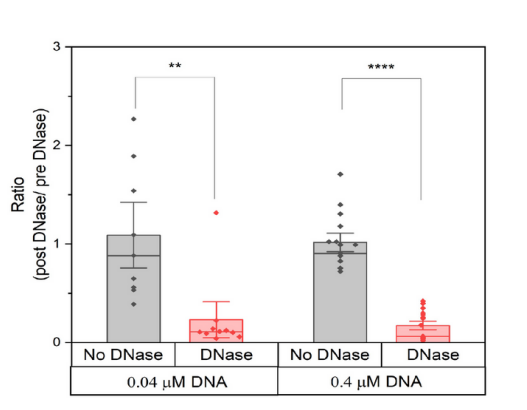 3
**
****
2
1
0
Ratio
(post DNase/ pre DNase)
No DNase DNase No DNase DNase
0.04 μM DNA 0.4 μM DNA